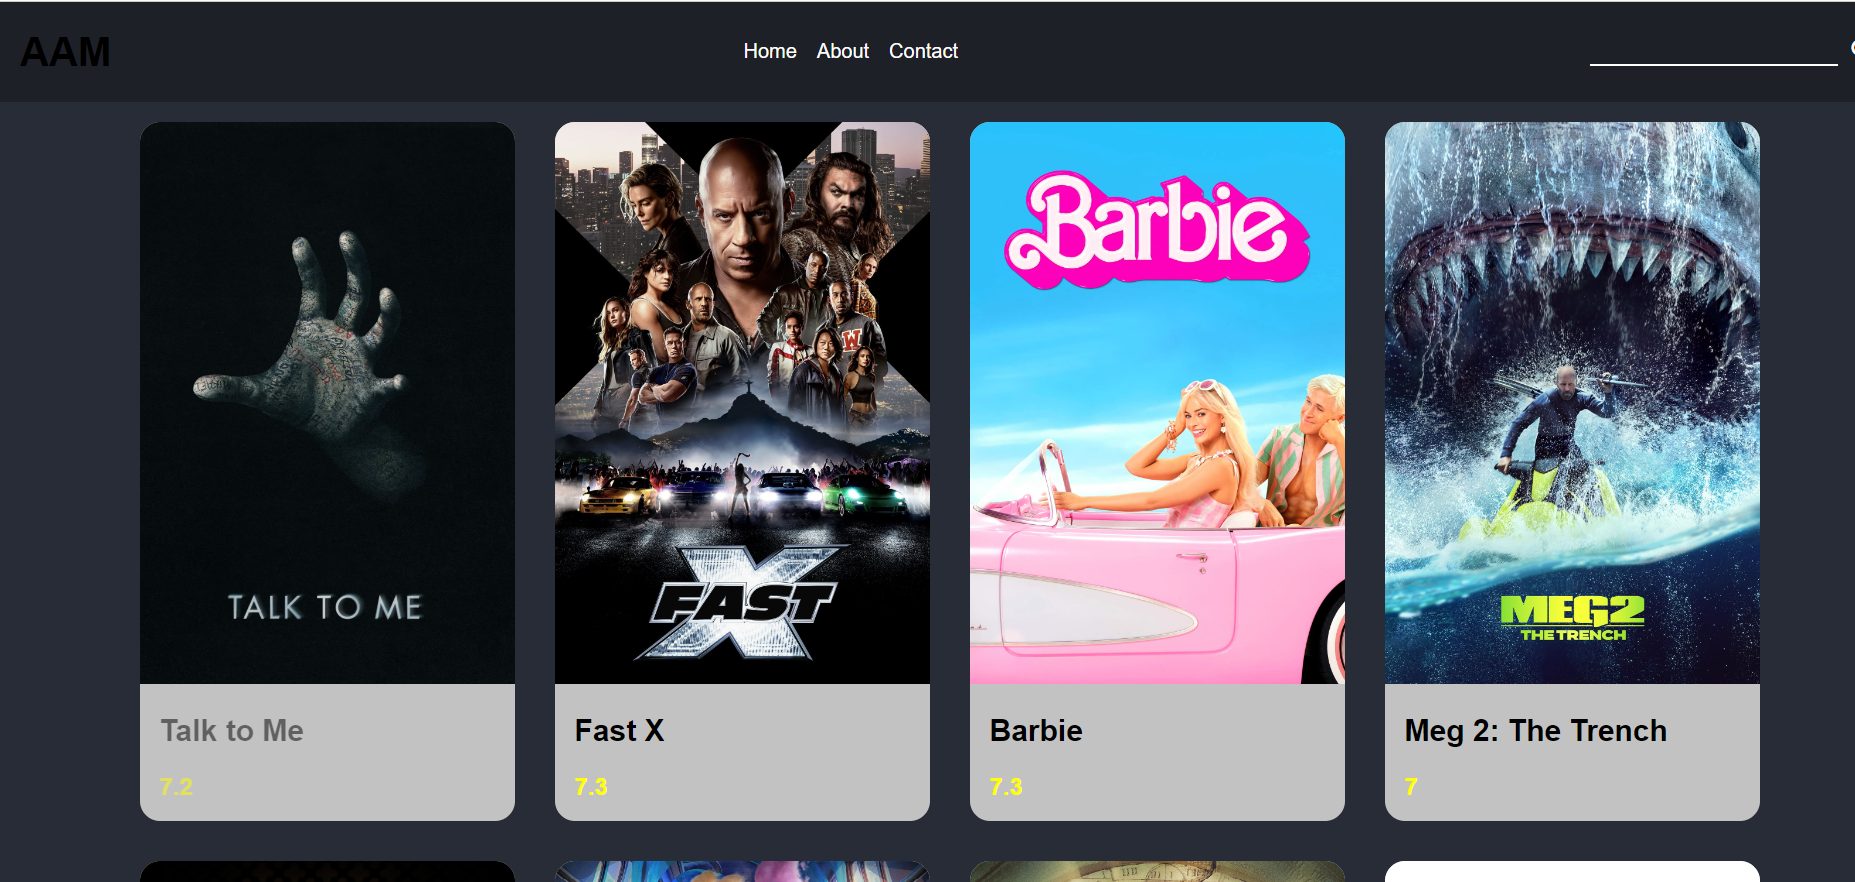 AAM
Home About Contact
TALK TO ME
Barbie
FAST X
MEG2
THE TRENCH
Talk to Me
Fast X
Barbie
Meg 2: The Trench
7.2
7.3
7.3
7